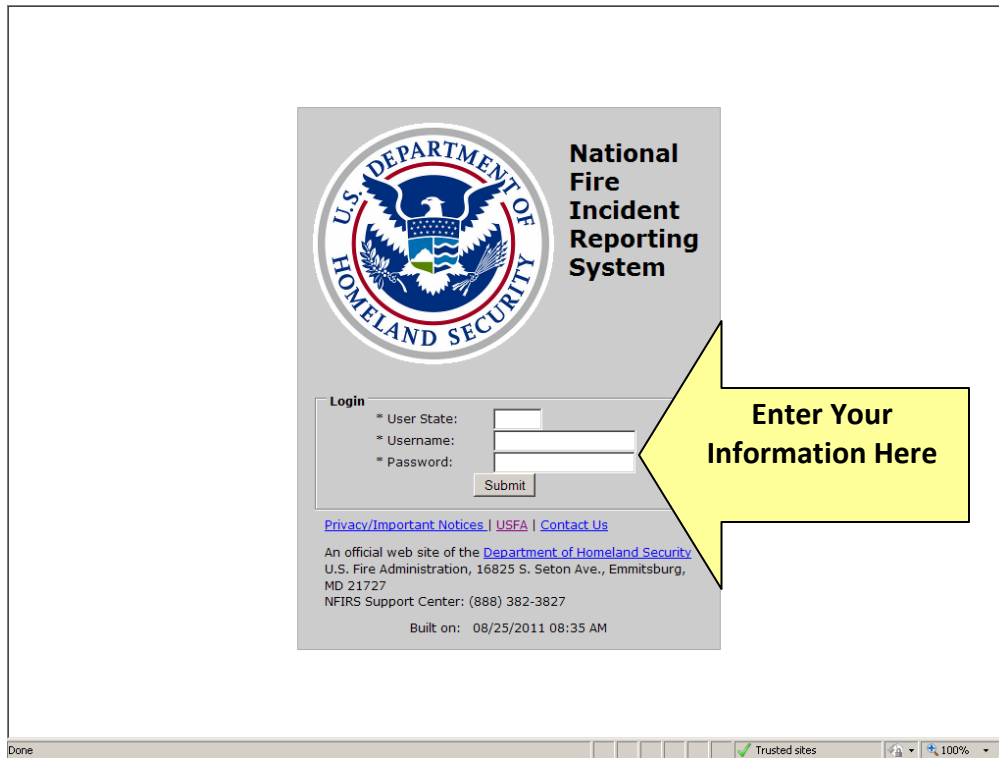 U.S. DEPARTMENT OF
HOMELAND SECURITY
National
Fire
Incident
Reporting
System
Login
* User State:
* Username:
* Password:
Submit
Enter Your
Information Here
Privacy/Important Notices | USFA | Contact Us
An official web site of the Department of Homeland Security
U.S. Fire Administration, 16825 S. Seton Ave., Emmitsburg,
MD 21727
NFIRS Support Center: (888) 382-3827
Built on: 08/25/2011 08:35 AM
Done Trusted sites 100%